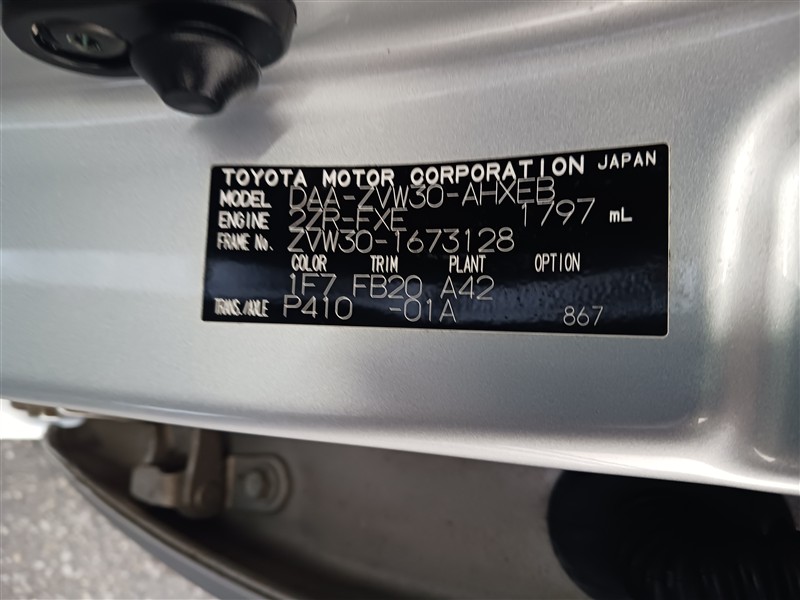 TOYOTA MOTOR CORPORATION JAPAN
MODEL DAA-ZVW30-AHXEB
ENGINE 2ZR-FXE 1797 mL
FRAME No. ZVW30-1673128
COLOR TRIM PLANT OPTION
1F7 FB20 A42
TRANS./AXLE P410 -01A 867